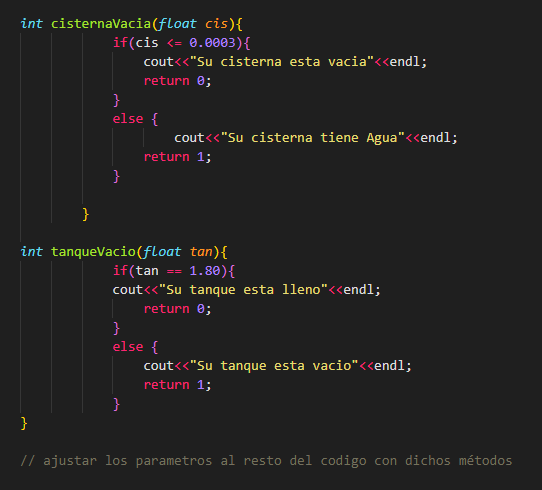 int cisternaVacia(float cis){
if(cis <= 0.0003){
cout<<"Su cisterna esta vacia"<<endl;
return 0;
}
else {
cout<<"Su cisterna tiene Agua"<<endl;
return 1;
}
}
int tanqueVacio(float tan){
if(tan == 1.80){
cout<<"Su tanque esta lleno"<<endl;
return 0;
}
else {
cout<<"Su tanque esta vacio"<<endl;
return 1;
}
}
// ajustar los parametros al resto del codigo con dichos métodos